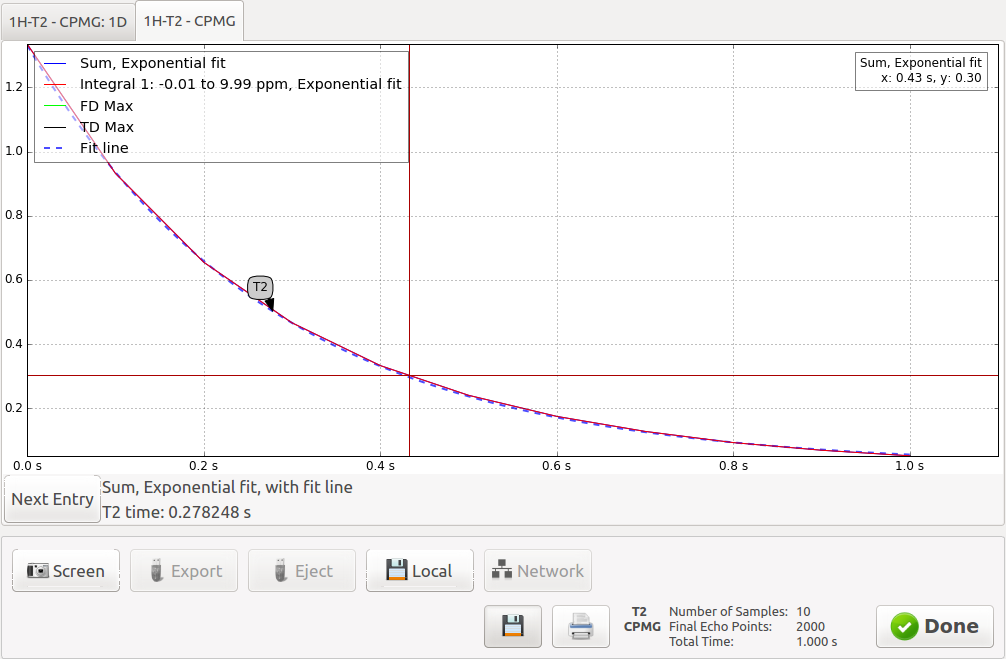 1H-T2 - CPMG: 1D
1H-T2 - CPMG
Sum, Exponential fit
Integral 1: -0.01 to 9.99 ppm, Exponential fit
FD Max
TD Max
Fit line
Sum, Exponential fit
x: 0.43 s, y: 0.30
1.2
1.0
0.8
0.6
0.4
0.2
T2
0.0 s
0.2 s
0.4 s
0.6 s
0.8 s
1.0 s
Next Entry
Sum, Exponential fit, with fit line
T2 time: 0.278248 s
Screen
Export
Eject
Local
Network
T2
CPMG
Number of Samples: 10
Final Echo Points: 2000
Total Time: 1.000 s
Done